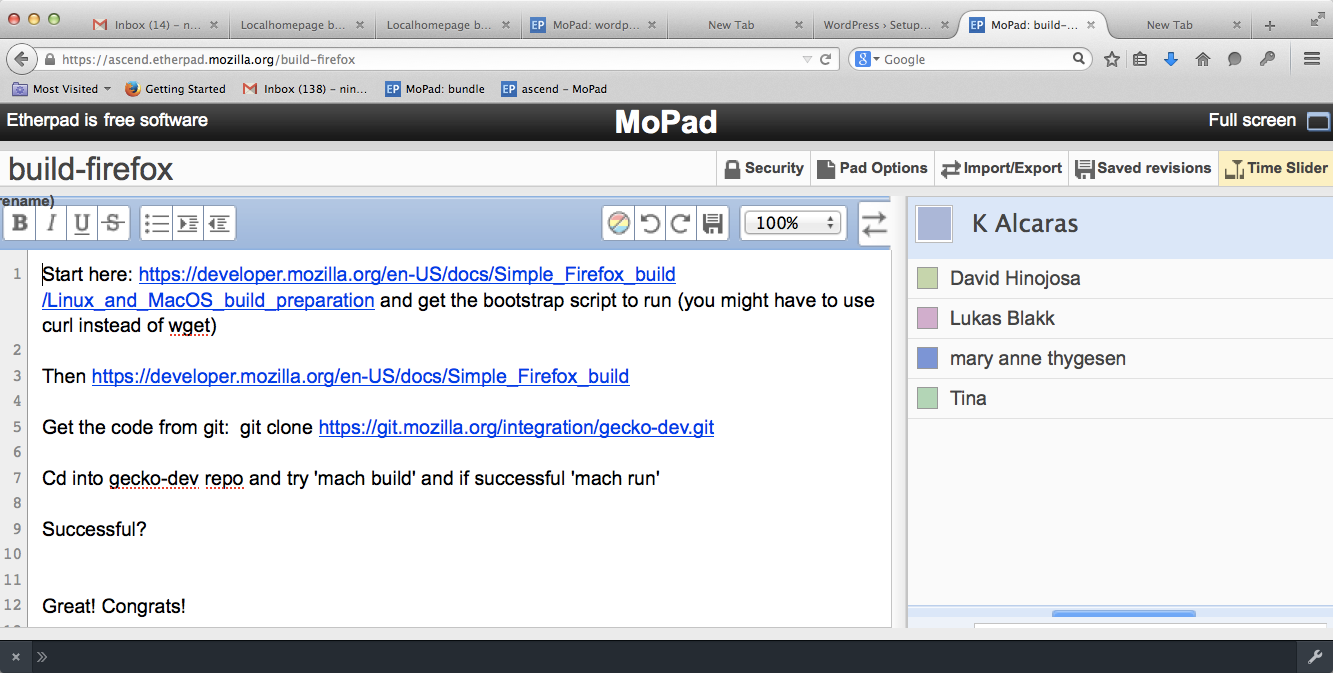 Inbox (14) – n... Localhomepage b... Localhomepage b... EP MoPad: wordp... New Tab WordPress › Setup... EP MoPad: build-... New Tab
https://ascend.etherpad.mozilla.org/build-firefox Google
Most Visited Getting Started Inbox (138) – nin... EP MoPad: bundle EP ascend – MoPad
Etherpad is free software MoPad Full screen
build-firefox Security Pad Options Import/Export Saved revisions Time Slider
rename)
B I U S 100%
K Alcaras
David Hinojosa
Lukas Blakk
mary anne thygesen
Tina
1 Start here: https://developer.mozilla.org/en-US/docs/Simple_Firefox_build
/Linux_and_MacOS_build_preparation and get the bootstrap script to run (you might have to use
curl instead of wget)
2
3 Then https://developer.mozilla.org/en-US/docs/Simple_Firefox_build
4
5 Get the code from git:  git clone https://git.mozilla.org/integration/gecko-dev.git
6
7 Cd into gecko-dev repo and try 'mach build' and if successful 'mach run'
8
9 Successful?
10
11
12 Great! Congrats!